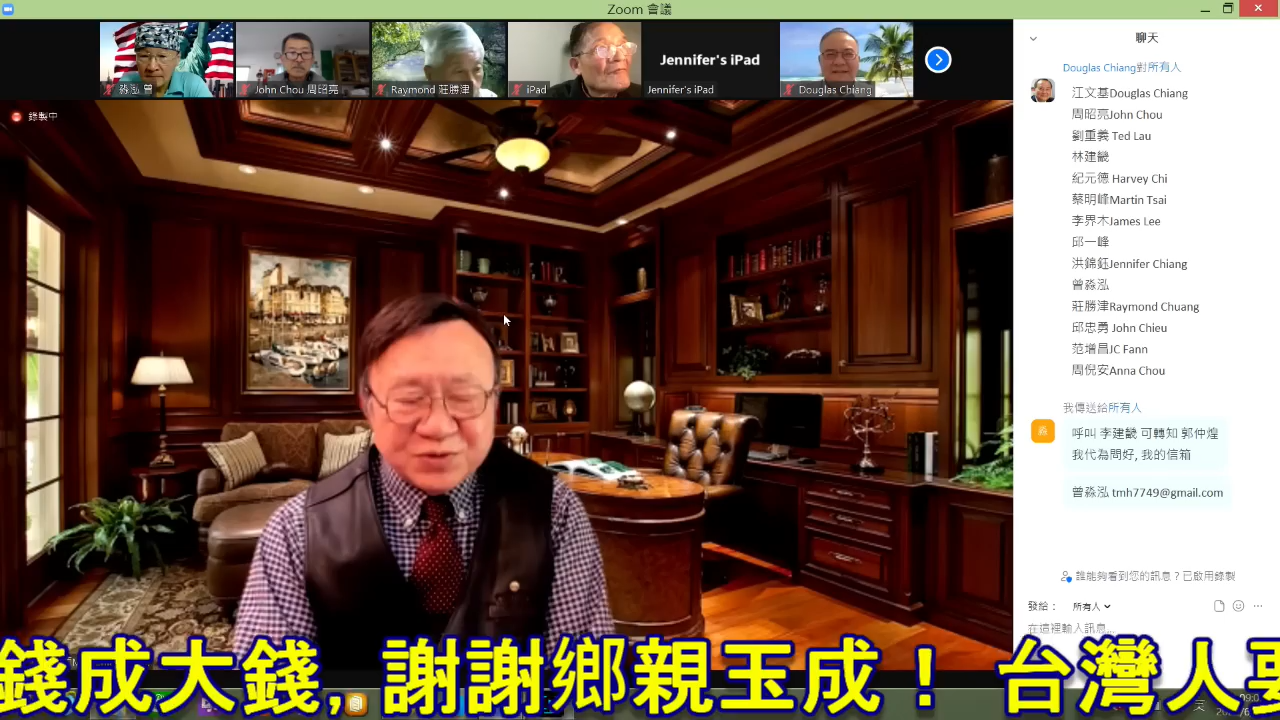 Zoom 會議
淼泓 曾
John Chou 周昭亮
Raymond 莊勝津
iPad
Jennifer's iPad
Jennifer's iPad
Douglas Chiang
錄製中
聊天
Douglas Chiang對所有人
江文基Douglas Chiang
周昭亮John Chou
劉重義 Ted Lau
林建畿
紀元德 Harvey Chi
蔡明峰Martin Tsai
李界木James Lee
邱一峰
洪錦鈺Jennifer Chiang
曾淼泓
莊勝津Raymond Chuang
邱忠勇 John Chieu
范增昌JC Fann
周倪安Anna Chou
我傳送給所有人
淼
呼叫 李建畿 可轉知 郭仲煌
我代為問好, 我的信箱
曾淼泓 tmh7749@gmail.com
誰能夠看到您的訊息？已啟用錄製
發給： 所有人
在這裡輸入訊息...
錢成大錢, 謝謝鄉親玉成！ 台灣人要